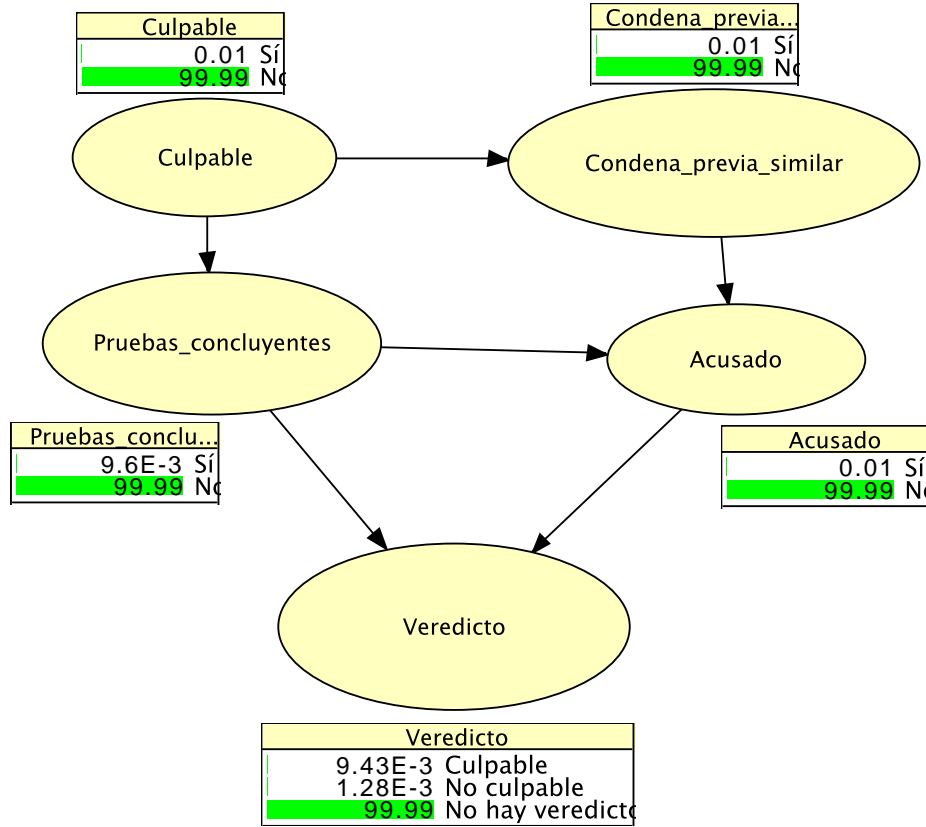 Culpable
0.01 Sí
99.99 No
Condena_previa...
0.01 Sí
99.99 No
Culpable
Condena_previa_similar
Pruebas_concluyentes
Acusado
Pruebas_conclu...
9.6E-3 Sí
99.99 No
Acusado
0.01 Sí
99.99 No
Veredicto
Veredicto
9.43E-3 Culpable
1.28E-3 No culpable
99.99 No hay veredicto